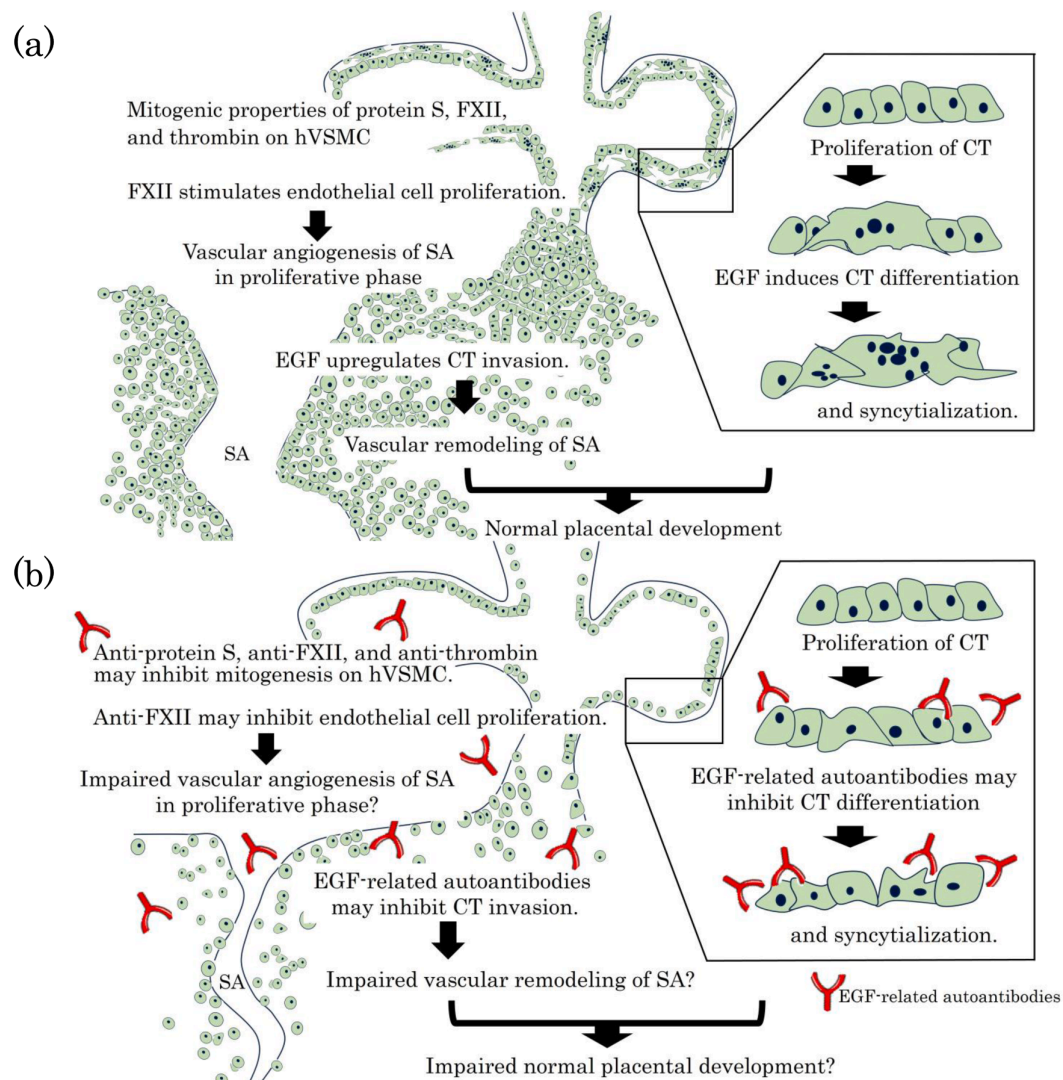 (a)
Mitogenic properties of protein S, FXII,
and thrombin on hVSMC
FXII stimulates endothelial cell proliferation.
Vascular angiogenesis of SA
in proliferative phase
EGF upregulates CT invasion.
Vascular remodeling of SA
SA
Proliferation of CT
EGF induces CT differentiation
and syncytialization.
Normal placental development
(b)
Anti-protein S, anti-FXII, and anti-thrombin
may inhibit mitogenesis on hVSMC.
Anti-FXII may inhibit endothelial cell proliferation.
Impaired vascular angiogenesis of SA
in proliferative phase?
EGF-related autoantibodies
may inhibit CT invasion.
SA
Impaired vascular remodeling of SA?
Proliferation of CT
EGF-related autoantibodies may
inhibit CT differentiation
and syncytialization.
EGF-related autoantibodies
Impaired normal placental development?